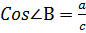 Cos∠B = a/c